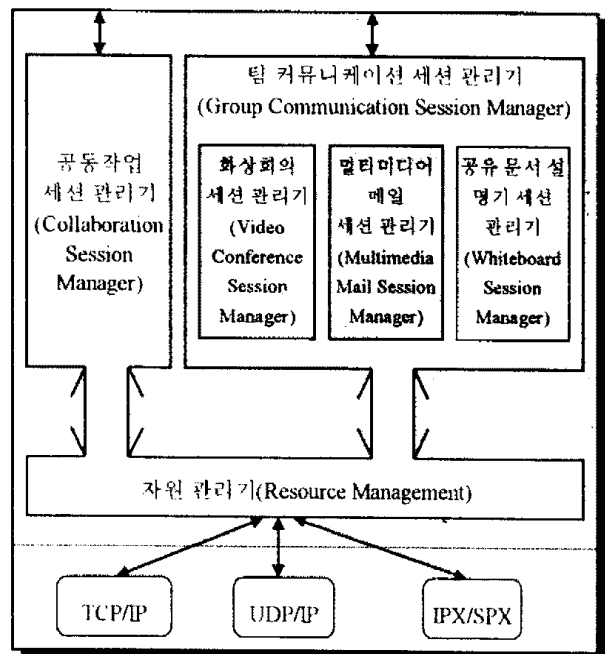 팀 커뮤니케이션 세션 관리기
(Group Communication Session Manager)
공동작업
세션 관리기
(Collaboration
Session
Manager)
화상회의
세션 관리기
(Video
Conference
Session
Manager)
멀티미디어
메일
세션 관리기
(Multimedia
Mail Session
Manager)
공유 문서 설
명기 세션
관리기
(Whiteboard
Session
Manager)
자원 관리기(Resource Management)
TCP/IP
UDP/IP
IPX/SPX